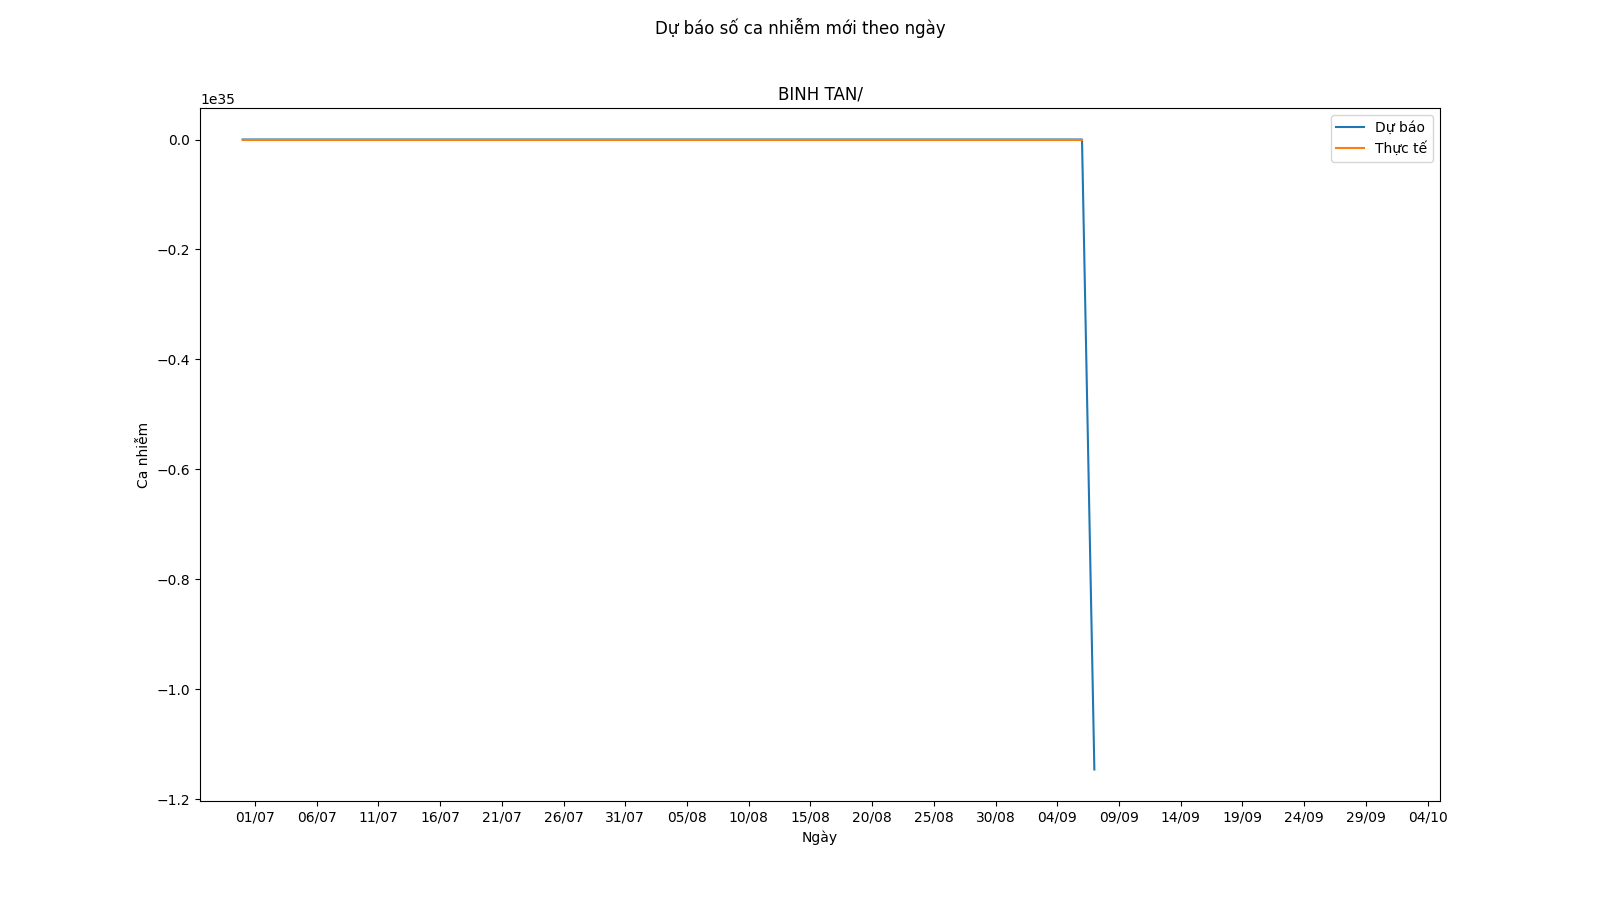 Dự báo số ca nhiễm mới theo ngày
BINH TAN/
1e35
0.0
−0.2
−0.4
−0.6
−0.8
−1.0
−1.2
Ca nhiễm
Dự báo
Thực tế
01/07 06/07 11/07 16/07 21/07 26/07 31/07 05/08 10/08 15/08 20/08 25/08 30/08 04/09 09/09 14/09 19/09 24/09 29/09 04/10
Ngày